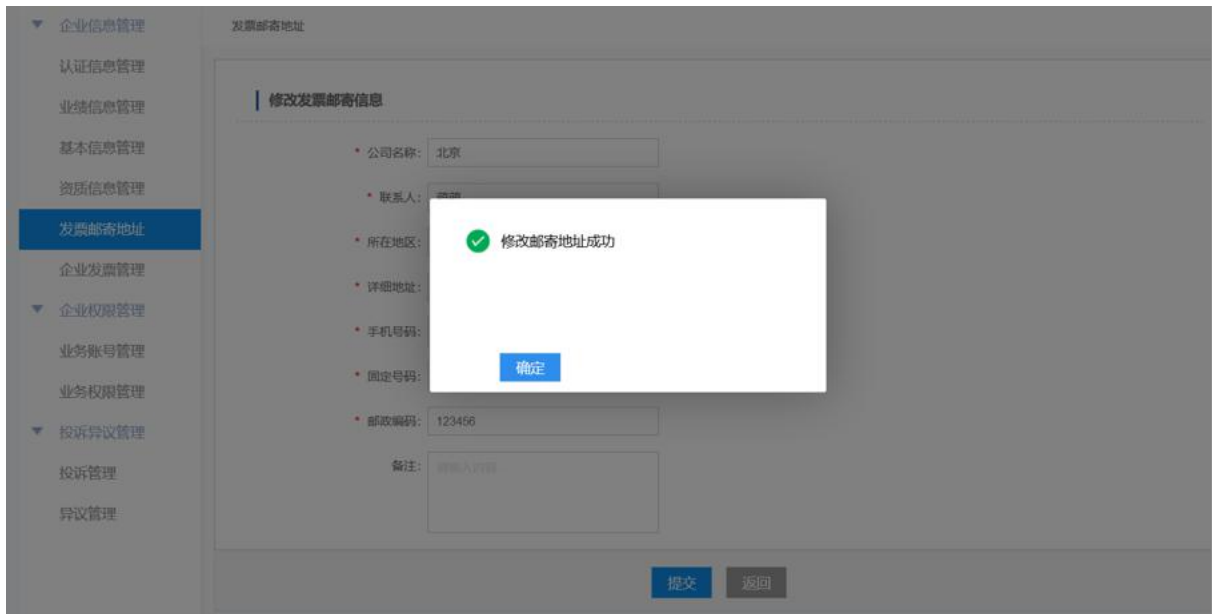 企业信息管理
认证信息管理
业绩信息管理
基本信息管理
资质信息管理
发票邮寄地址
企业发票管理
企业权限管理
业务账号管理
业务权限管理
投诉异议管理
投诉管理
异议管理
发票邮寄地址
修改发票邮寄信息
* 公司名称： 北京
* 联系人：
* 所在地区：
* 详细地址：
* 手机号码：
* 固定号码：
* 邮政编码： 123456
备注： 请输入内容
修改邮寄地址成功
确定
提交 返回